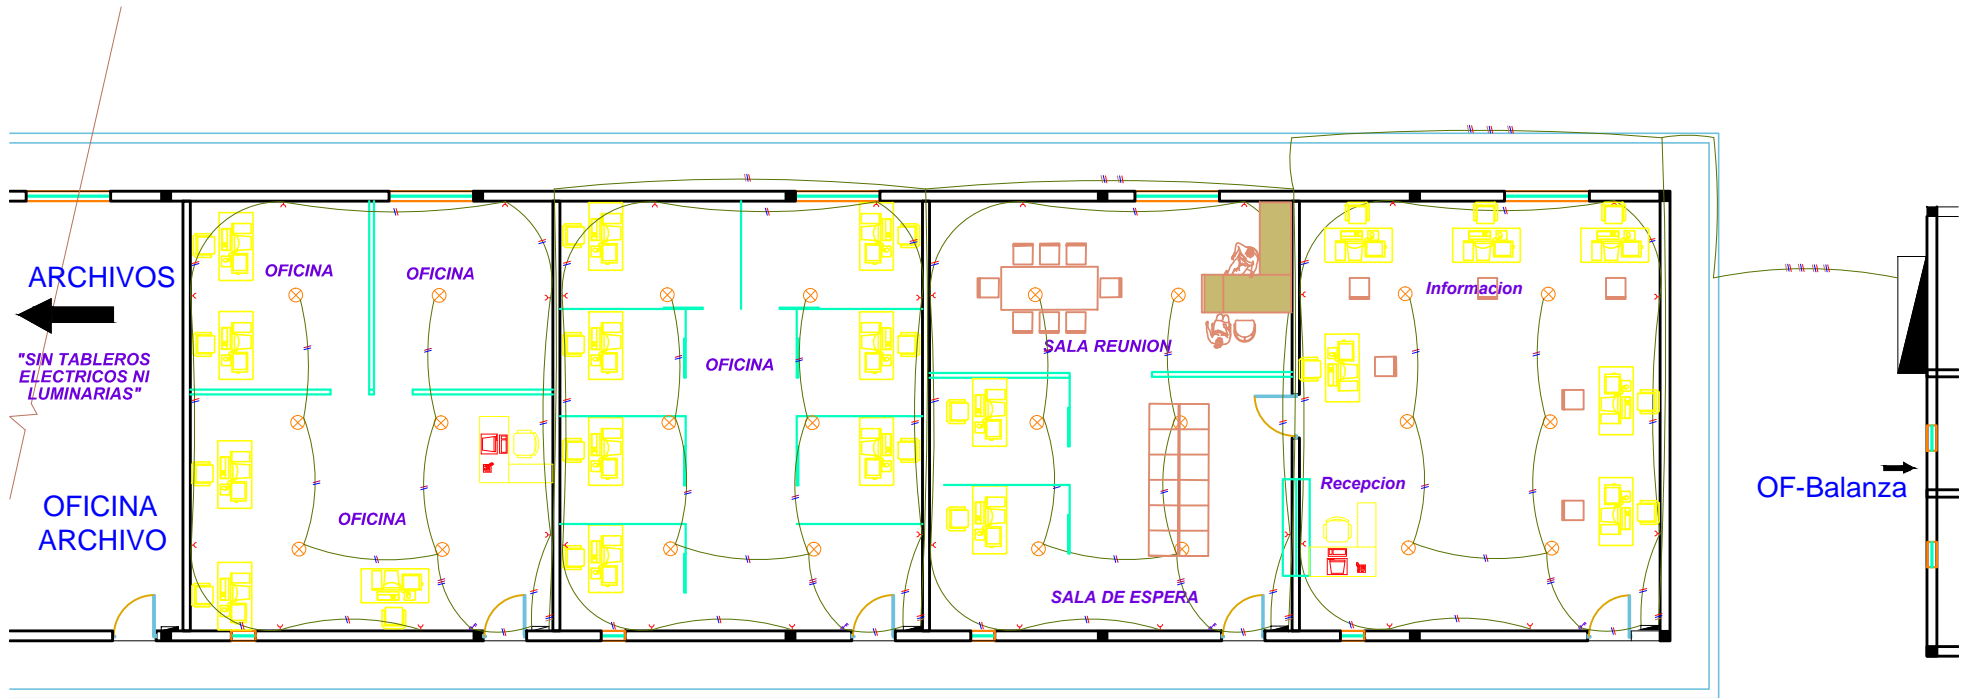 ARCHIVOS
"SIN TABLEROS
ELECTRICOS NI
LUMINARIAS"
OFICINA
ARCHIVO
OFICINA
OFICINA
OFICINA
OFICINA
SALA REUNION
SALA DE ESPERA
Informacion
Recepcion
OF-Balanza